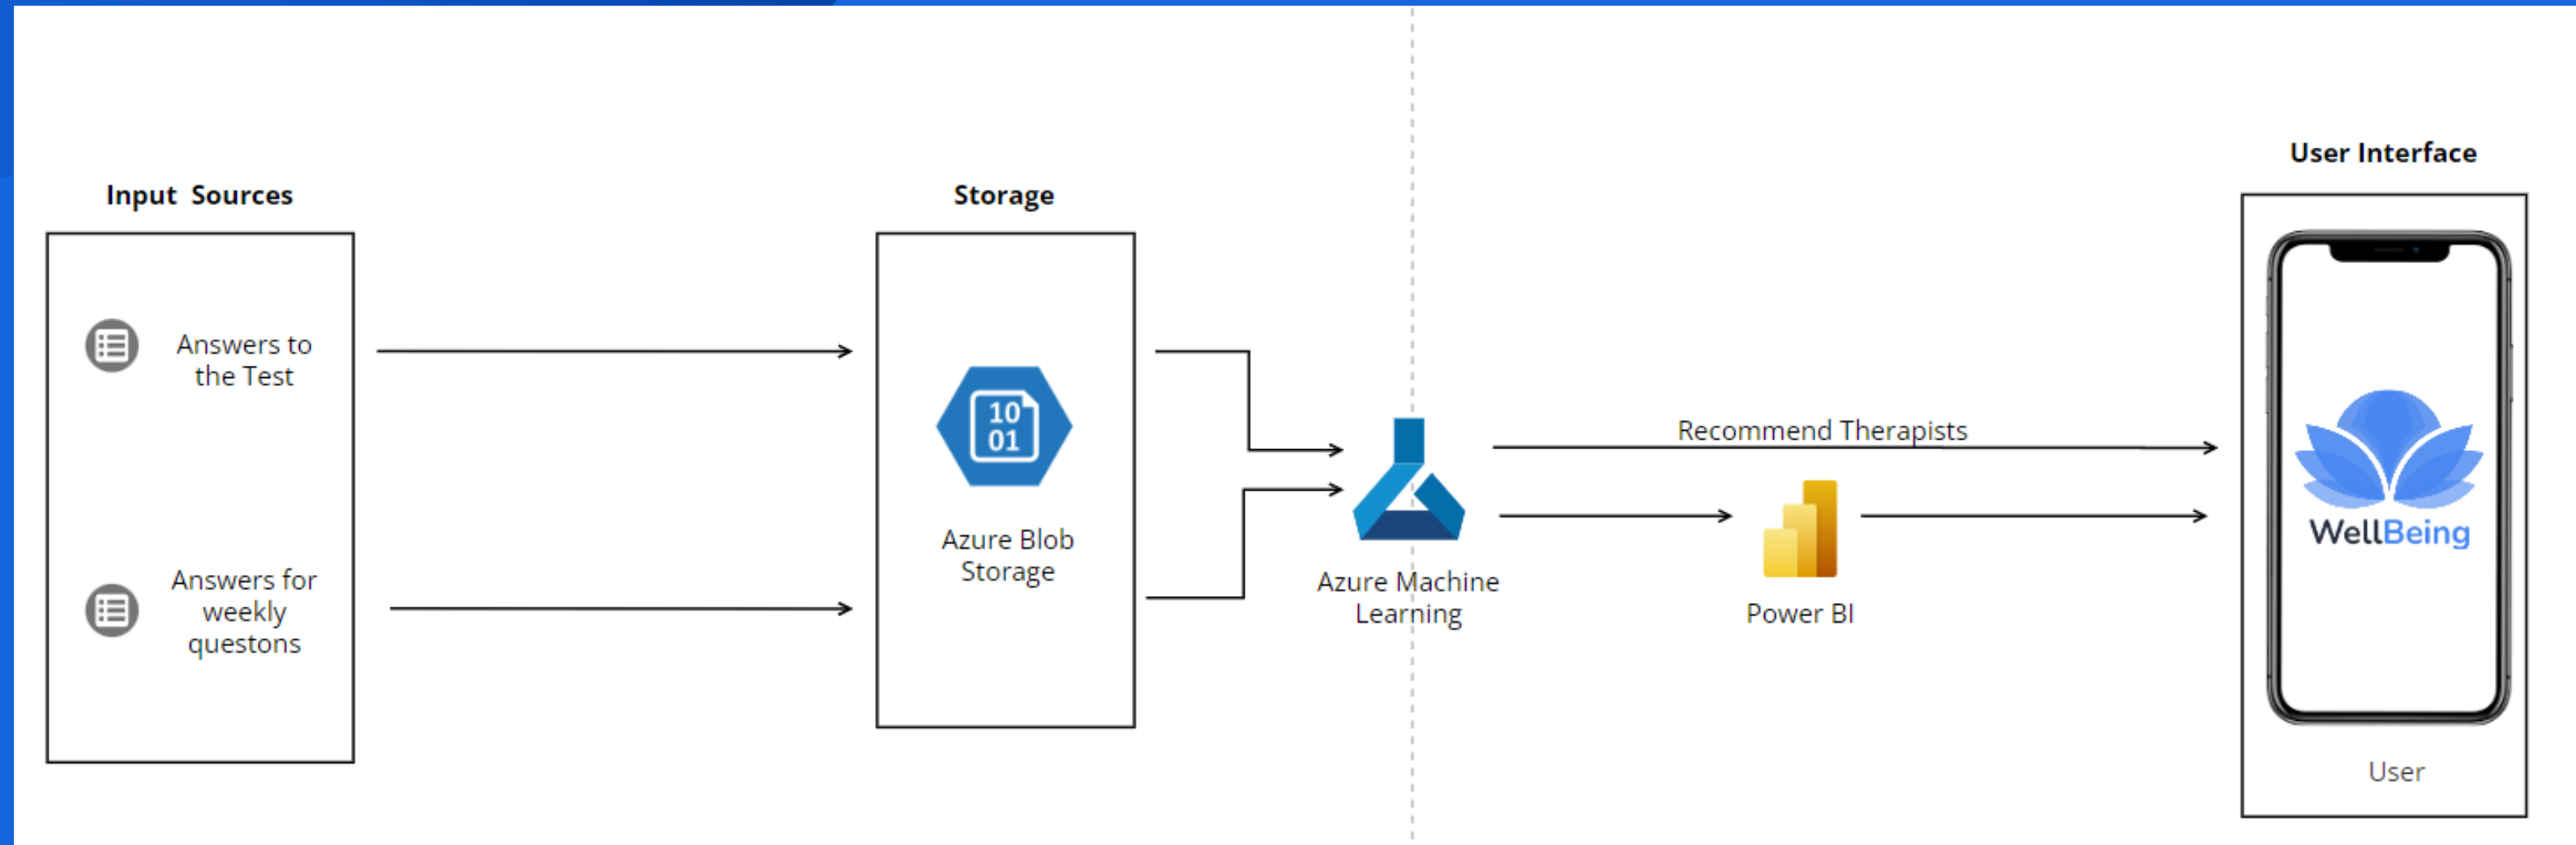 Input Sources
Answers to
the Test
Answers for
weekly
questons
Storage
10
01
Azure Blob
Storage
Azure Machine
Learning
Recommend Therapists
Power BI
User Interface
WellBeing
User